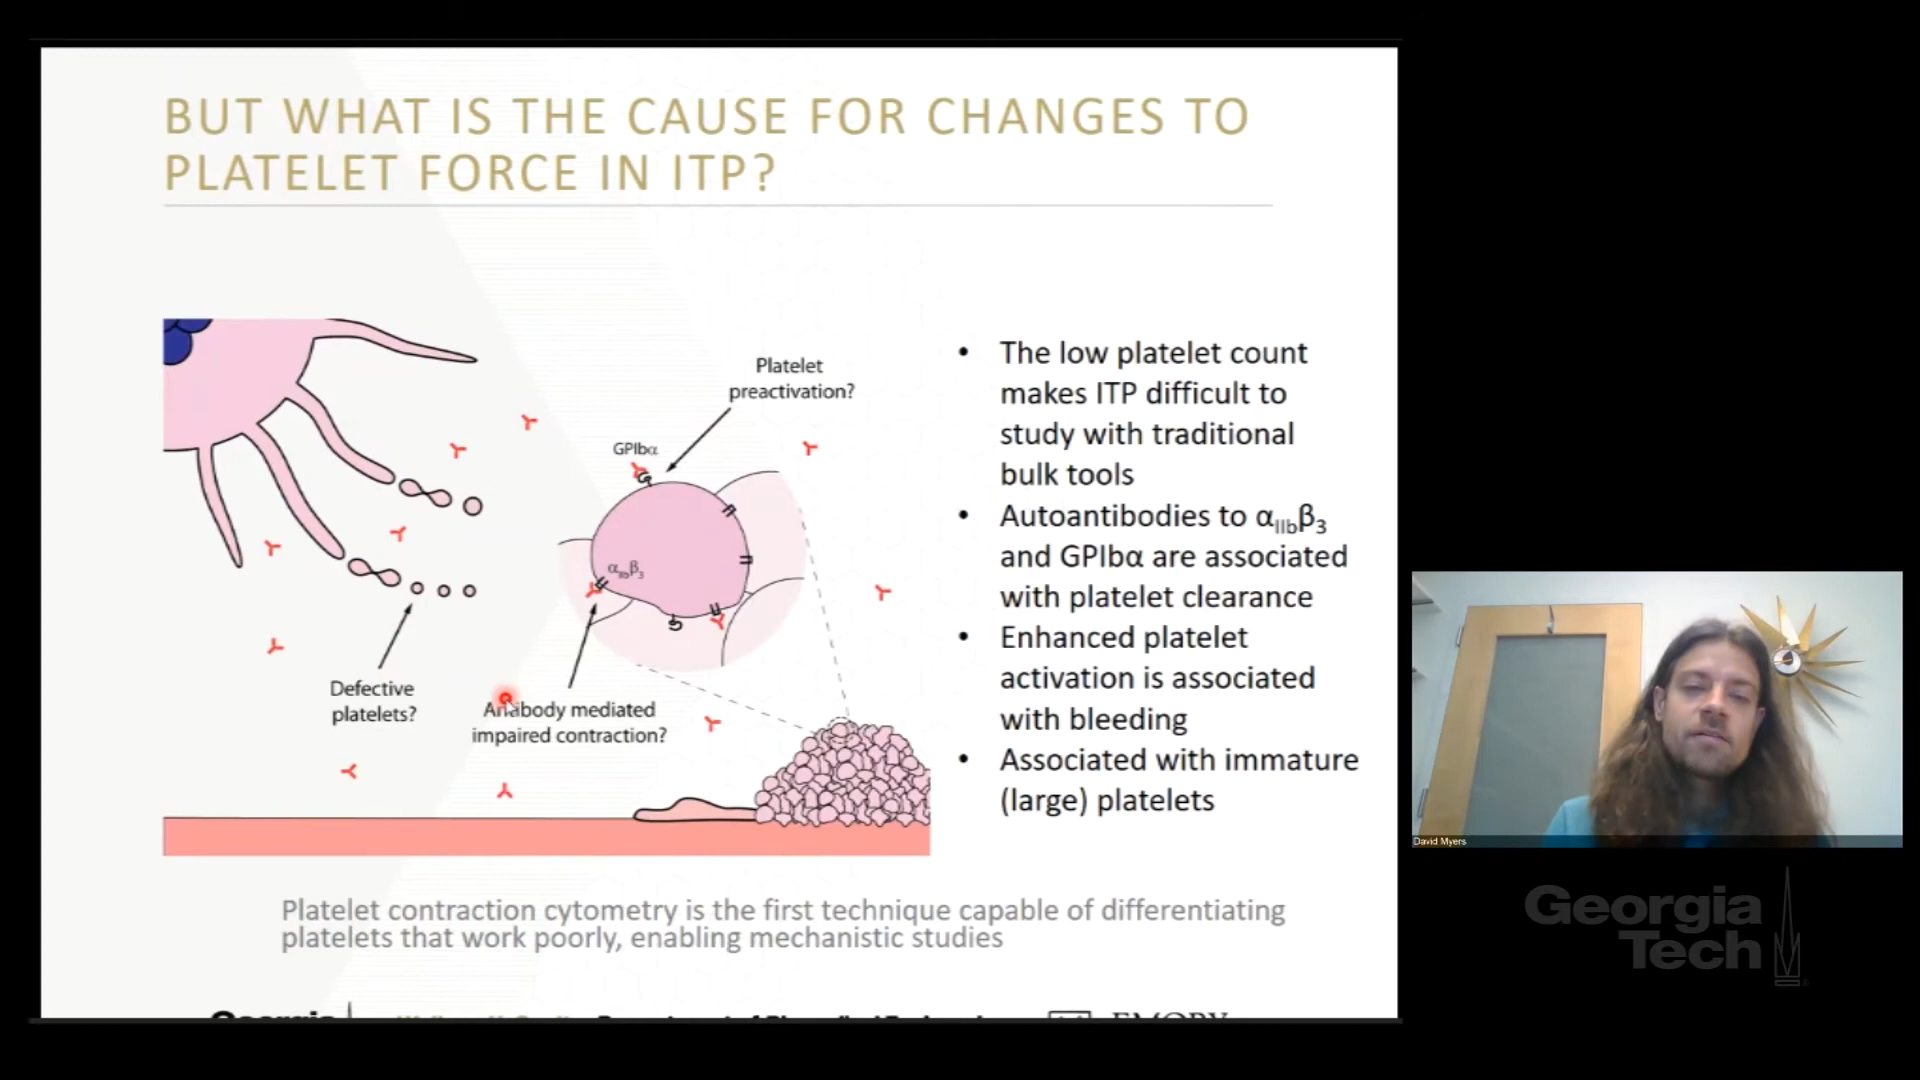 BUT WHAT IS THE CAUSE FOR CHANGES TO
PLATELET FORCE IN ITP?
Platelet
preactivation?
GPIbα
αIIbβ3
Defective
platelets?
Antibody mediated
impaired contraction?
• The low platelet count
makes ITP difficult to
study with traditional
bulk tools
• Autoantibodies to αIIbβ3
and GPIbα are associated
with platelet clearance
• Enhanced platelet
activation is associated
with bleeding
• Associated with immature
(large) platelets
Platelet contraction cytometry is the first technique capable of differentiating
platelets that work poorly, enabling mechanistic studies
Georgia
EMORY
David Myers
Georgia
Tech